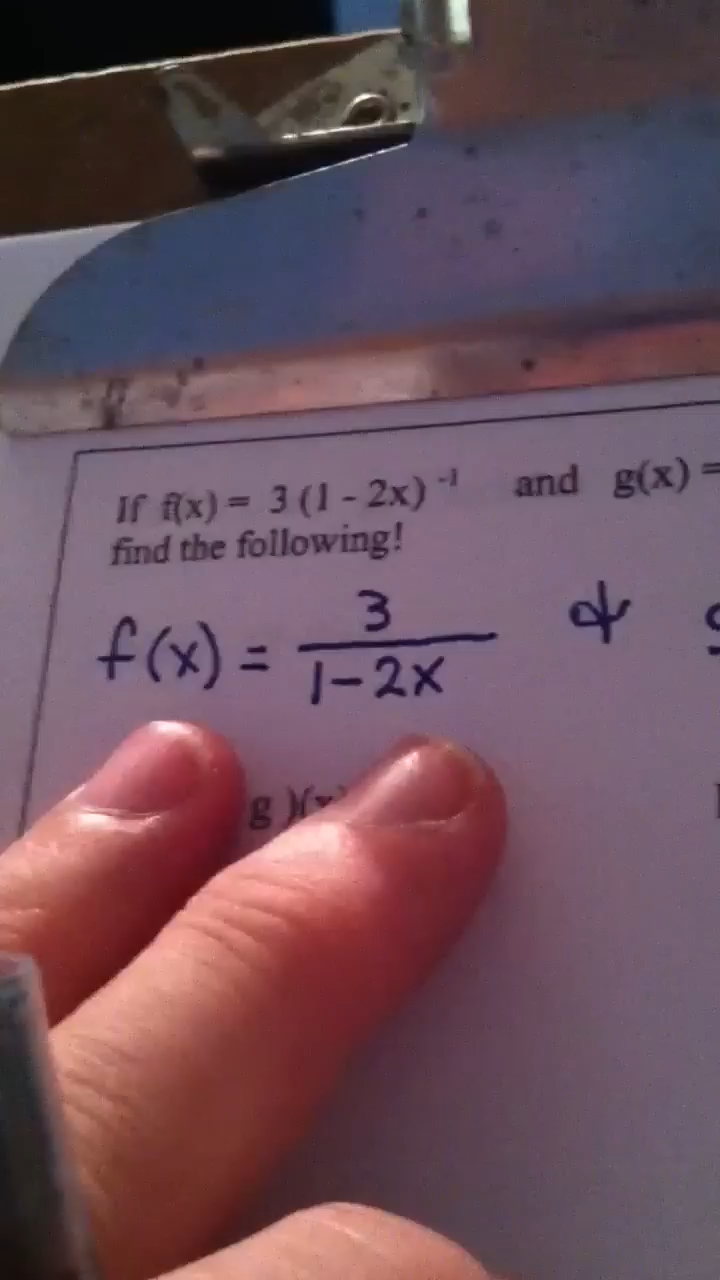 If f(x) = 3 (1 - 2x) ⁻¹ and g(x) =
find the following!
f(x) = 3/(1-2x) &
g )(x)